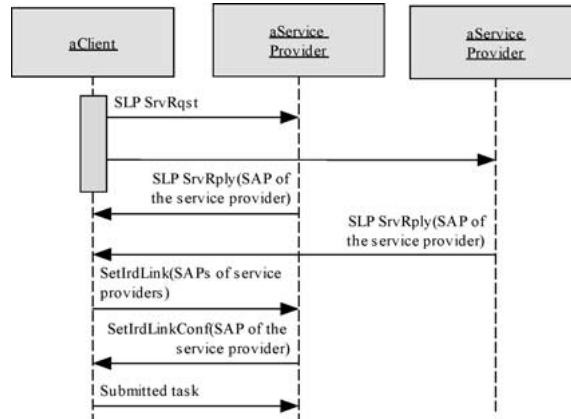 aClient
aService
Provider
aService
Provider
SLP SrvRqst
SLP SrvRply(SAP of
the service provider)
SLP SrvRply(SAP of
the service provider)
SetIrdLink(SAPs of service
providers)
SetIrdLinkConf(SAP of the
service provider)
Submitted task